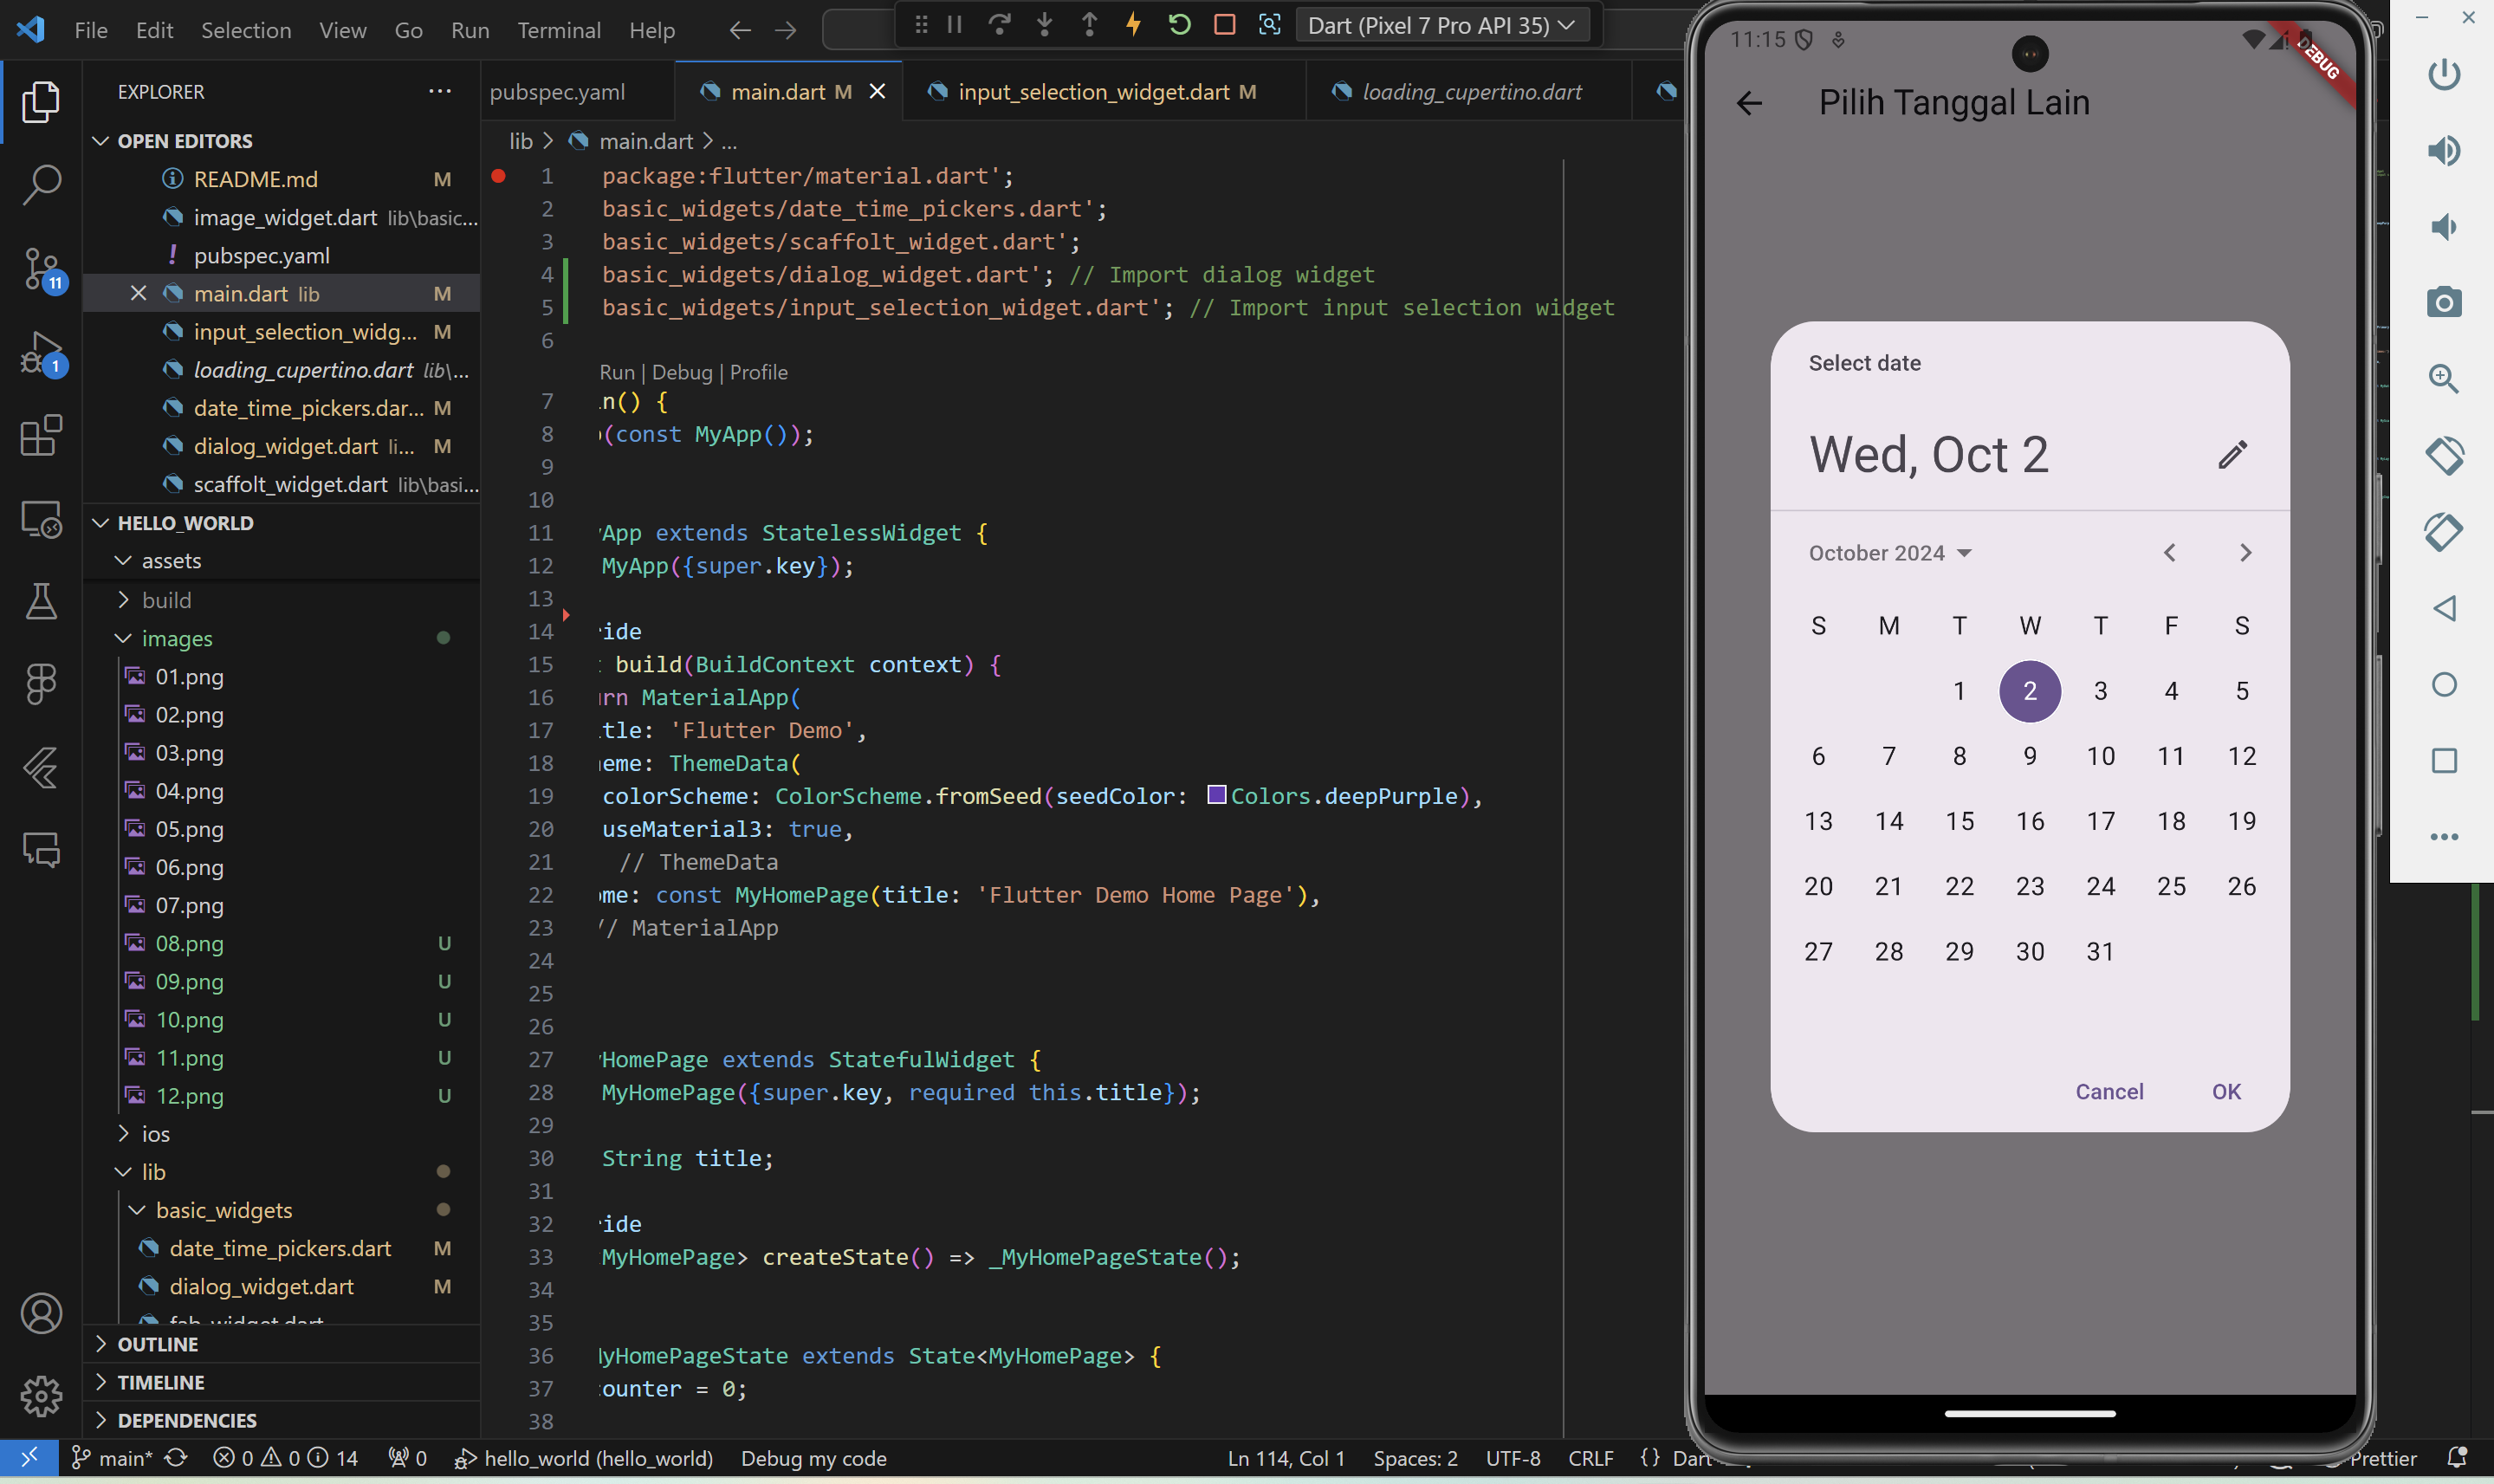 File Edit Selection View Go Run Terminal Help
Dart (Pixel 7 Pro API 35)
EXPLORER
OPEN EDITORS
README.md M
image_widget.dart lib\basic...
! pubspec.yaml
main.dart lib M
input_selection_widg... M
loading_cupertino.dart lib\...
date_time_pickers.dar... M
dialog_widget.dart li... M
scaffolt_widget.dart lib\basi...
HELLO_WORLD
assets
build
images
01.png
02.png
03.png
04.png
05.png
06.png
07.png
08.png U
09.png U
10.png U
11.png U
12.png U
ios
lib
basic_widgets
date_time_pickers.dart M
dialog_widget.dart M
fab_widget.dart
OUTLINE
TIMELINE
DEPENDENCIES
11
1
pubspec.yaml main.dart M input_selection_widget.dart M loading_cupertino.dart
lib > main.dart > ...
1 package:flutter/material.dart';
2 basic_widgets/date_time_pickers.dart';
3 basic_widgets/scaffolt_widget.dart';
4 basic_widgets/dialog_widget.dart'; // Import dialog widget
5 basic_widgets/input_selection_widget.dart'; // Import input selection widget
6
Run | Debug | Profile
7 n() {
8 (const MyApp());
9
10
11 App extends StatelessWidget {
12 MyApp({super.key});
13
14 ride
15 build(BuildContext context) {
16 rn MaterialApp(
17 tle: 'Flutter Demo',
18 eme: ThemeData(
19 colorScheme: ColorScheme.fromSeed(seedColor: Colors.deepPurple),
20 useMaterial3: true,
21 // ThemeData
22 me: const MyHomePage(title: 'Flutter Demo Home Page'),
23 // MaterialApp
24
25
26
27 HomePage extends StatefulWidget {
28 MyHomePage({super.key, required this.title});
29
30 String title;
31
32 ride
33 MyHomePage> createState() => _MyHomePageState();
34
35
36 MyHomePageState extends State<MyHomePage> {
37 ounter = 0;
38
11:15
DEBUG
Pilih Tanggal Lain
Select date
Wed, Oct 2
October 2024
S M T W T F S
1 2 3 4 5
6 7 8 9 10 11 12
13 14 15 16 17 18 19
20 21 22 23 24 25 26
27 28 29 30 31
Cancel OK
main* 0 0 14 0 hello_world (hello_world) Debug my code Ln 114, Col 1 Spaces: 2 UTF-8 CRLF {} Dart Prettier